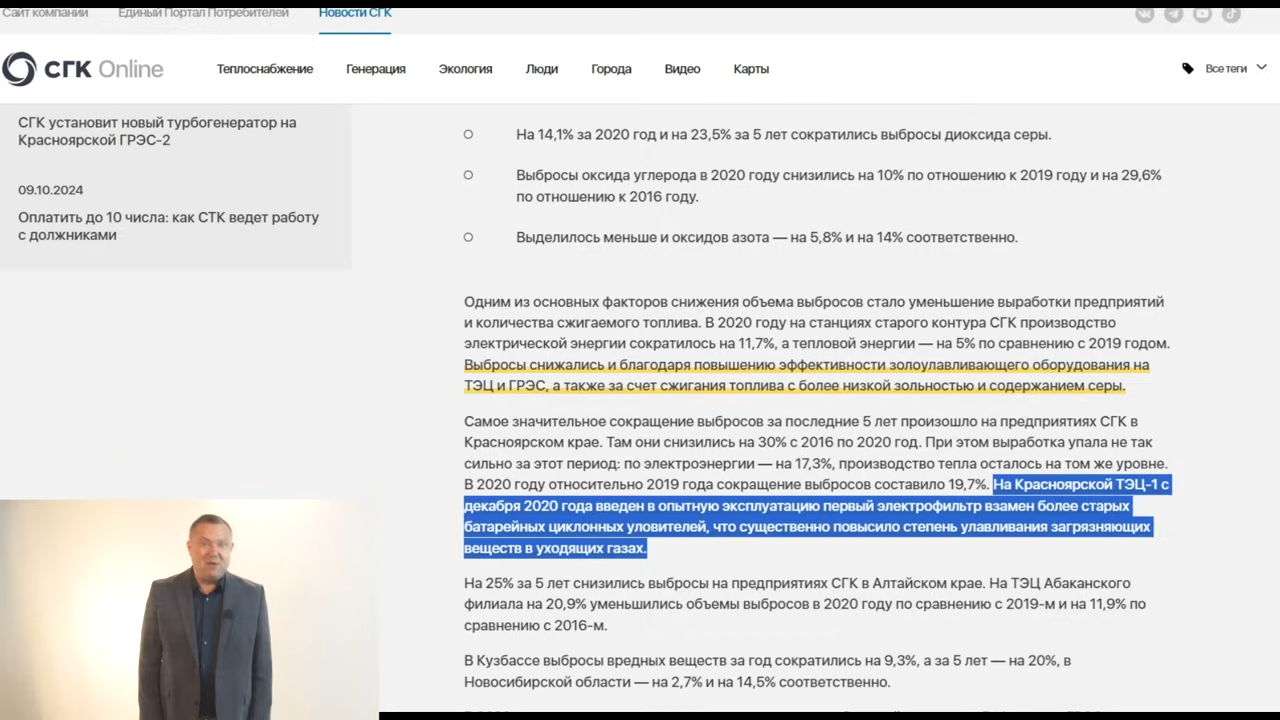 Сайт компании Единый Портал Потребителей Новости СГК
СГК Online Теплоснабжение Генерация Экология Люди Города Видео Карты Все теги
СГК установит новый турбогенератор на
Красноярской ГРЭС-2
09.10.2024
Оплатить до 10 числа: как СТК ведет работу
с должниками
На 14,1% за 2020 год и на 23,5% за 5 лет сократились выбросы диоксида серы.
Выбросы оксида углерода в 2020 году снизились на 10% по отношению к 2019 году и на 29,6%
по отношению к 2016 году.
Выделилось меньше и оксидов азота — на 5,8% и на 14% соответственно.
Одним из основных факторов снижения объема выбросов стало уменьшение выработки предприятий
и количества сжигаемого топлива. В 2020 году на станциях старого контура СГК производство
электрической энергии сократилось на 11,7%, а тепловой энергии — на 5% по сравнению с 2019 годом.
Выбросы снижались и благодаря повышению эффективности золоулавливающего оборудования на
ТЭЦ и ГРЭС, а также за счет сжигания топлива с более низкой зольностью и содержанием серы.
Самое значительное сокращение выбросов за последние 5 лет произошло на предприятиях СГК в
Красноярском крае. Там они снизились на 30% с 2016 по 2020 год. При этом выработка упала не так
сильно за этот период: по электроэнергии — на 17,3%, производство тепла осталось на том же уровне.
В 2020 году относительно 2019 года сокращение выбросов составило 19,7%. На Красноярской ТЭЦ-1 с
декабря 2020 года введен в опытную эксплуатацию первый электрофильтр взамен более старых
батарейных циклонных уловителей, что существенно повысило степень улавливания загрязняющих
веществ в уходящих газах.
На 25% за 5 лет снизились выбросы на предприятиях СГК в Алтайском крае. На ТЭЦ Абаканского
филиала на 20,9% уменьшились объемы выбросов в 2020 году по сравнению с 2019-м и на 11,9% по
сравнению с 2016-м.
В Кузбассе выбросы вредных веществ за год сократились на 9,3%, а за 5 лет — на 20%, в
Новосибирской области — на 2,7% и на 14,5% соответственно.